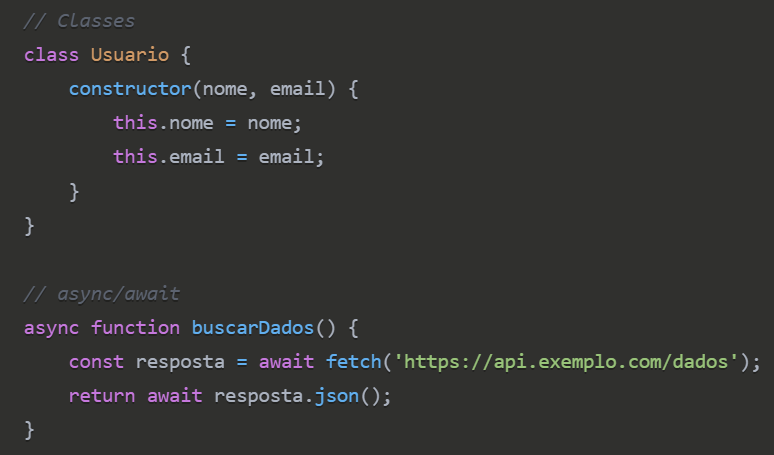 // Classes
class Usuario {
    constructor(nome, email) {
        this.nome = nome;
        this.email = email;
    }
}

// async/await
async function buscarDados() {
    const resposta = await fetch('https://api.exemplo.com/dados');
    return await resposta.json();
}